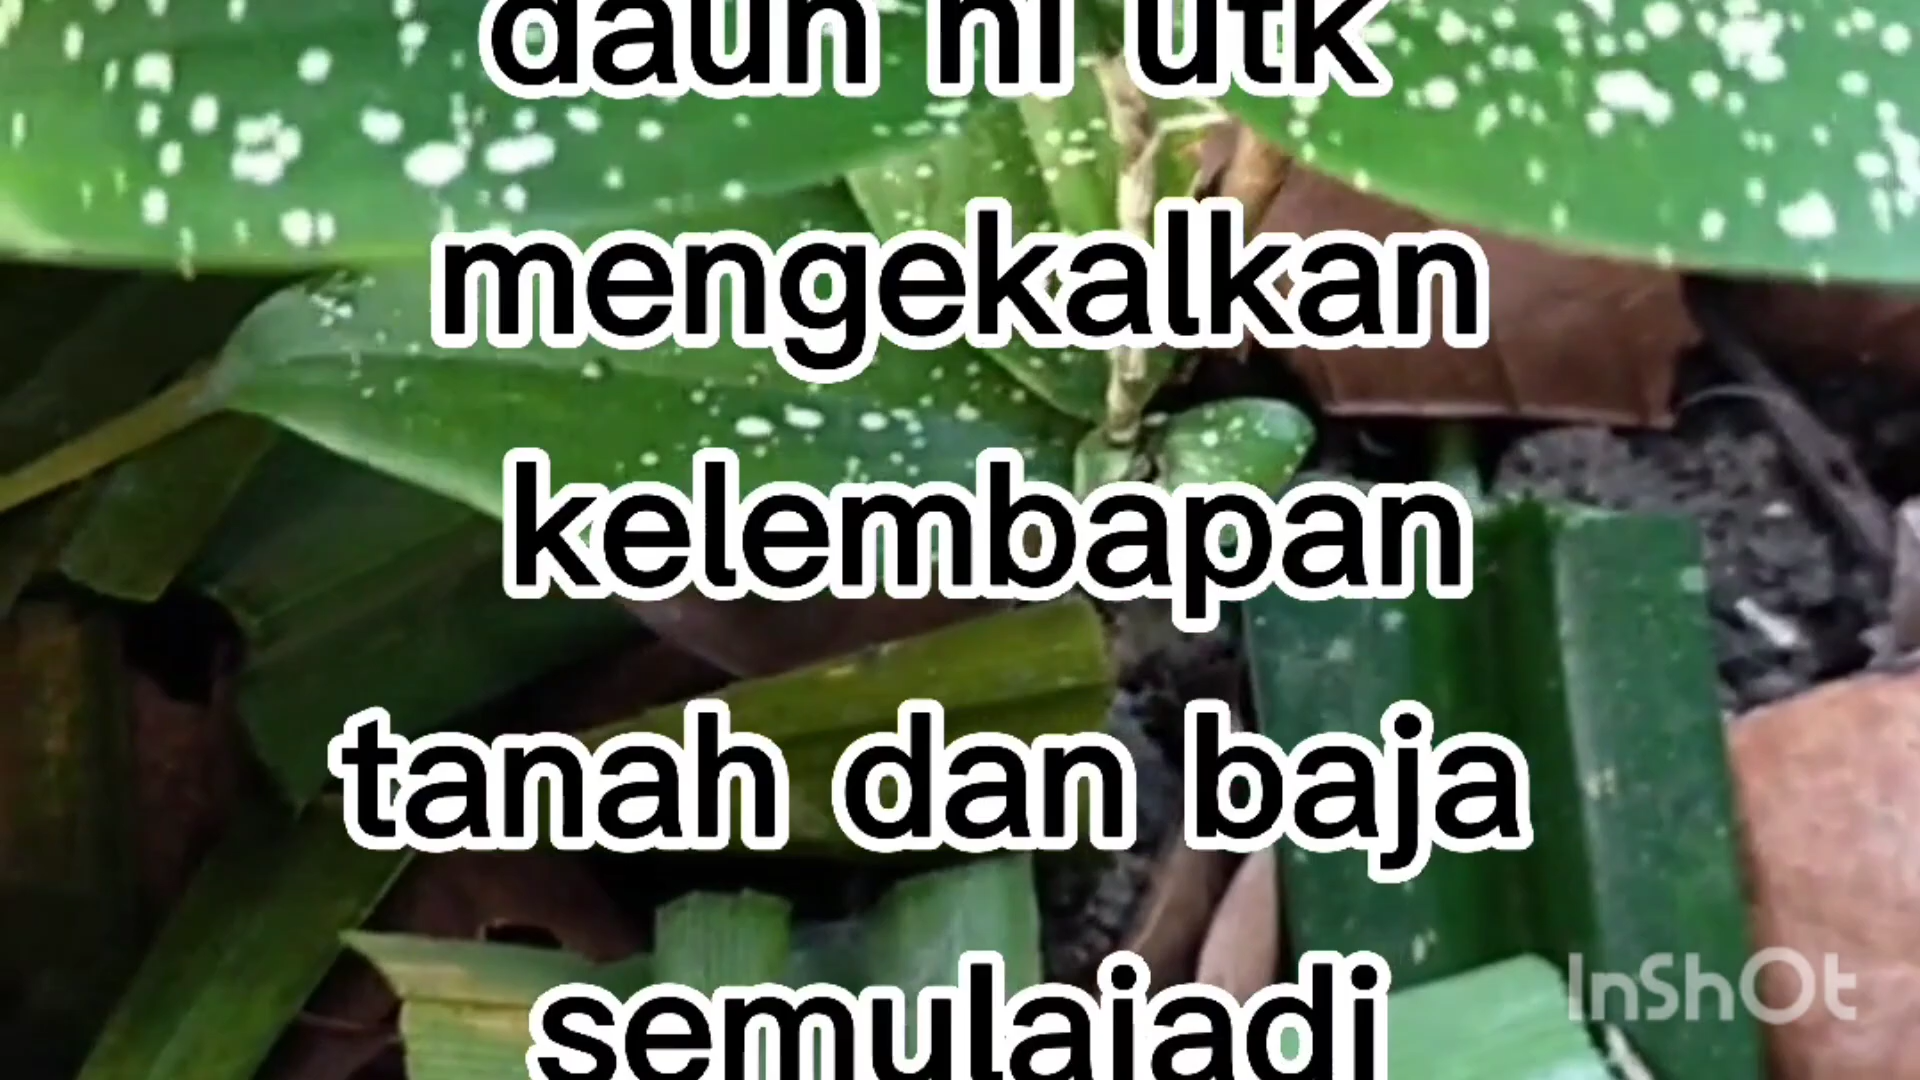 daun ni utk
mengekalkan
kelembapan
tanah dan baja
semulajadi
InShOt